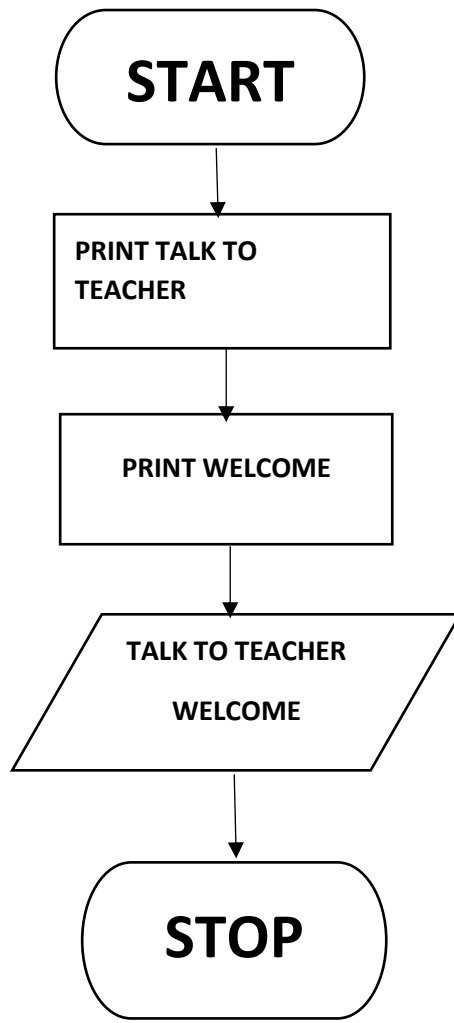 START
PRINT TALK TO
TEACHER
PRINT WELCOME
TALK TO TEACHER
WELCOME
STOP